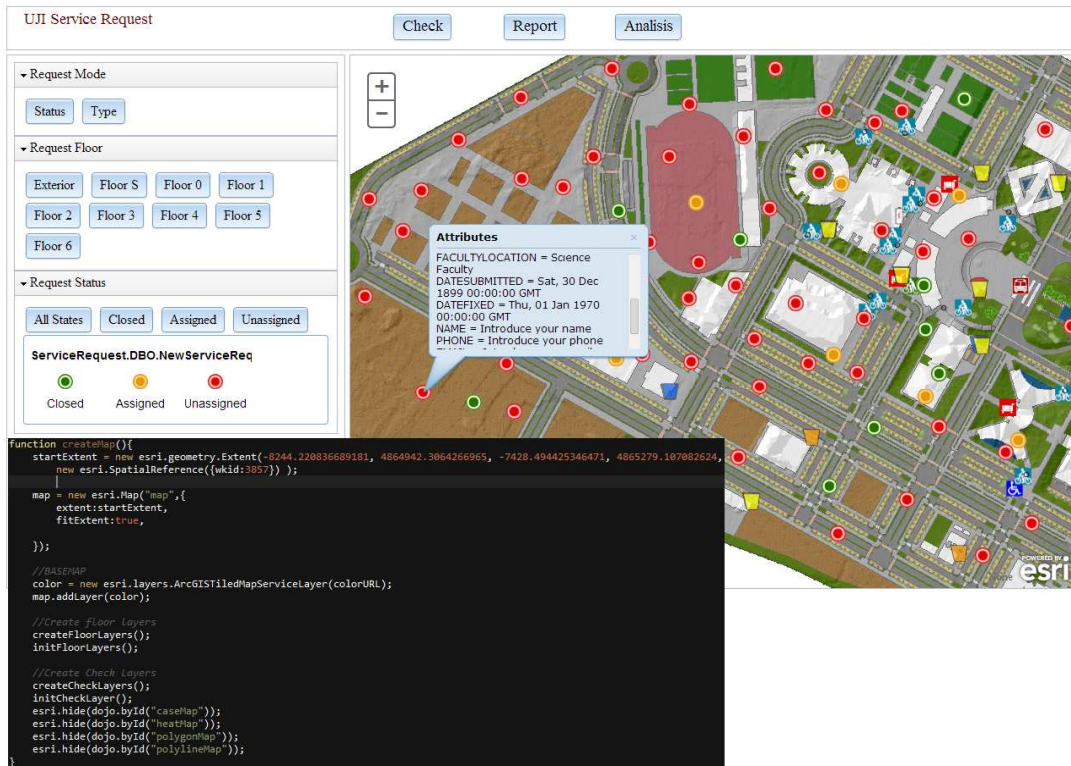 UJI Service Request
Check Report Analisis
Request Mode
Status Type
Request Floor
Exterior Floor S Floor 0 Floor 1
Floor 2 Floor 3 Floor 4 Floor 5
Floor 6
Request Status
All States Closed Assigned Unassigned
ServiceRequest.DBO.NewServiceReq
Closed Assigned Unassigned
+
−
Attributes ×
FACULTYLOCATION = Science
Faculty
DATESUBMITTED = Sat, 30 Dec
1899 00:00:00 GMT
DATEFIXED = Thu, 01 Jan 1970
00:00:00 GMT
NAME = Introduce your name
PHONE = Introduce your phone
POWERED BY
esri
function createMap(){
startExtent = new esri.geometry.Extent(-8244.220836689181, 4864942.3064266965, -7428.494425346471, 4865279.107082624,
new esri.SpatialReference({wkid:3857}) );
map = new esri.Map("map",{
extent:startExtent,
fitExtent:true,
});
//BASEMAP
color = new esri.layers.ArcGISTiledMapServiceLayer(colorURL);
map.addLayer(color);
//Create floor layers
createFloorLayers();
initFloorLayers();
//Create Check Layers
createCheckLayers();
initCheckLayer();
esri.hide(dojo.byId("caseMap"));
esri.hide(dojo.byId("heatMap"));
esri.hide(dojo.byId("polygonMap"));
esri.hide(dojo.byId("polylineMap"));
}